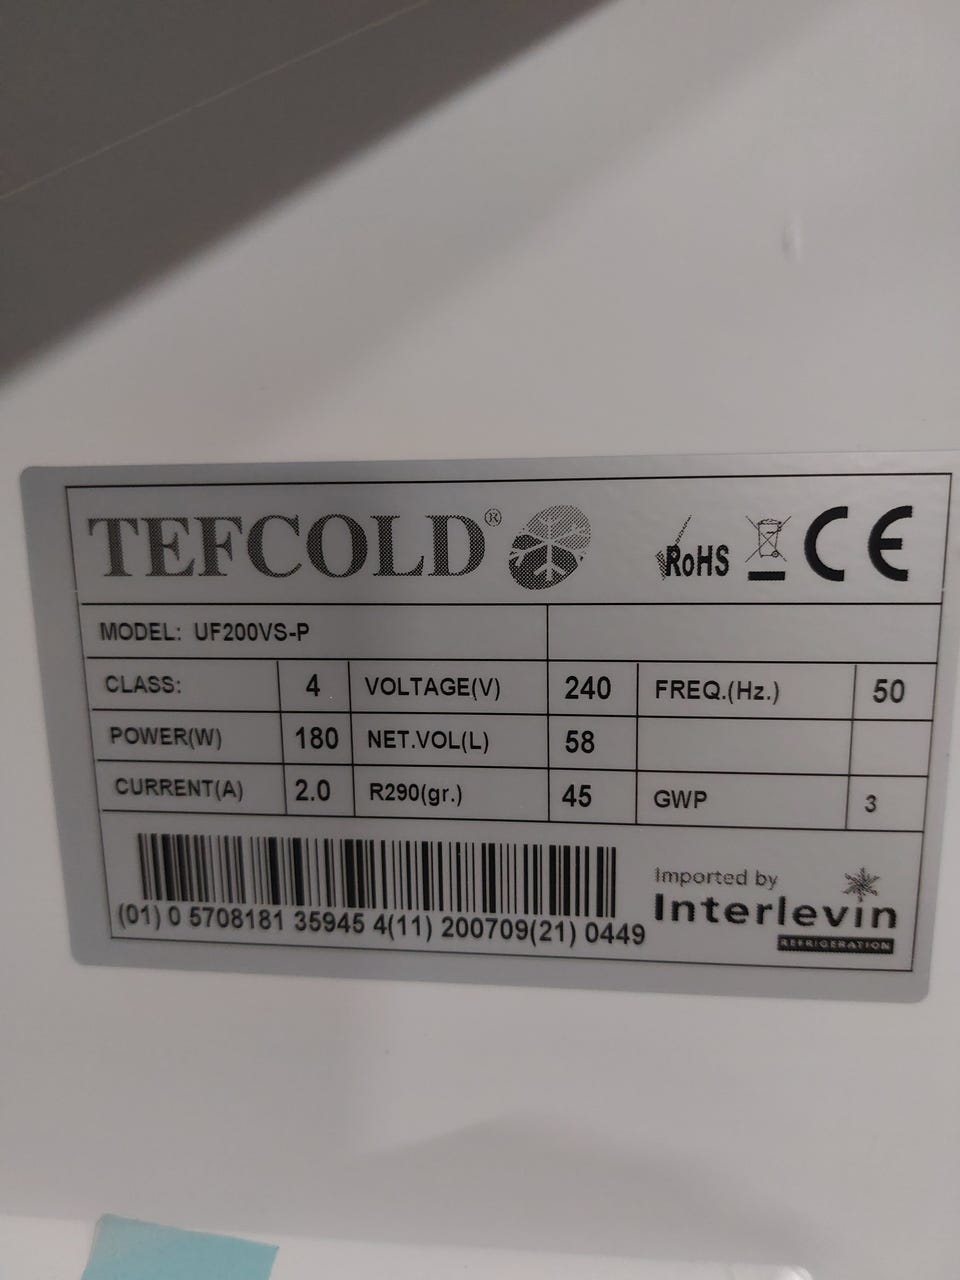 TEFCOLD® RoHS CE
MODEL: UF200VS-P
CLASS: 4 VOLTAGE(V) 240 FREQ.(Hz.) 50
POWER(W) 180 NET.VOL(L) 58
CURRENT(A) 2.0 R290(gr.) 45 GWP 3
(01) 0 5708181 35945 4(11) 200709(21) 0449
Imported by
Interlevin
REFRIGERATION